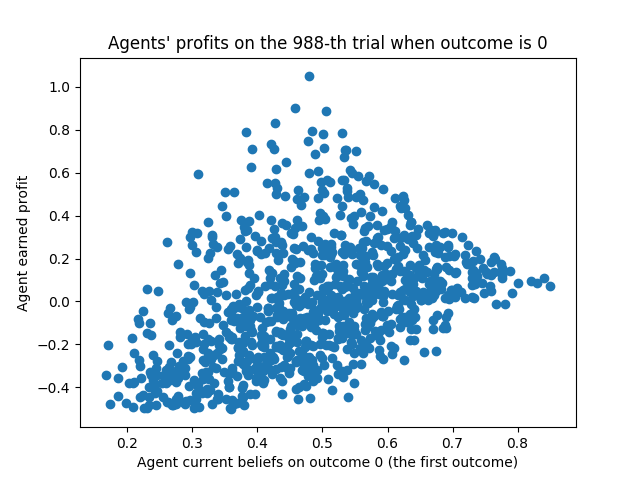 Agents' profits on the 988-th trial when outcome is 0
Agent earned profit
1.0
0.8
0.6
0.4
0.2
0.0
−0.2
−0.4
0.2 0.3 0.4 0.5 0.6 0.7 0.8
Agent current beliefs on outcome 0 (the first outcome)